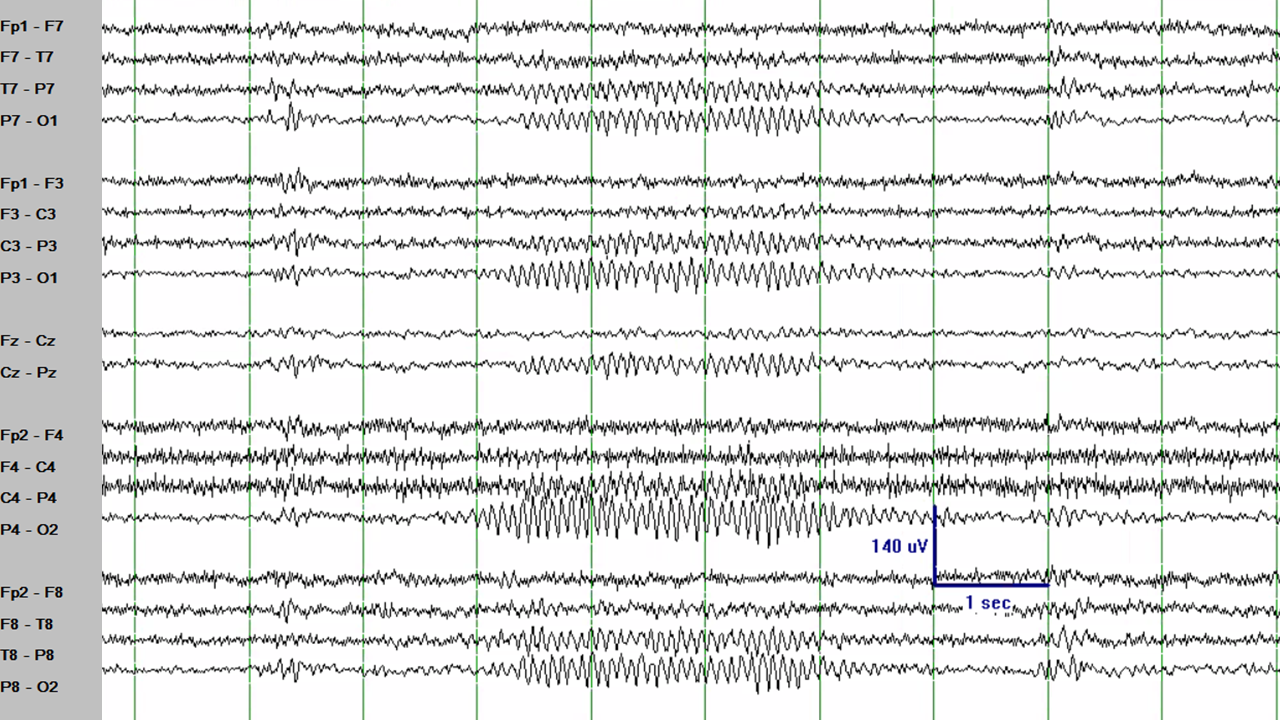 Fp1 - F7
F7 - T7
T7 - P7
P7 - O1
Fp1 - F3
F3 - C3
C3 - P3
P3 - O1
Fz - Cz
Cz - Pz
Fp2 - F4
F4 - C4
C4 - P4
P4 - O2
140 uV
Fp2 - F8
1 sec
F8 - T8
T8 - P8
P8 - O2